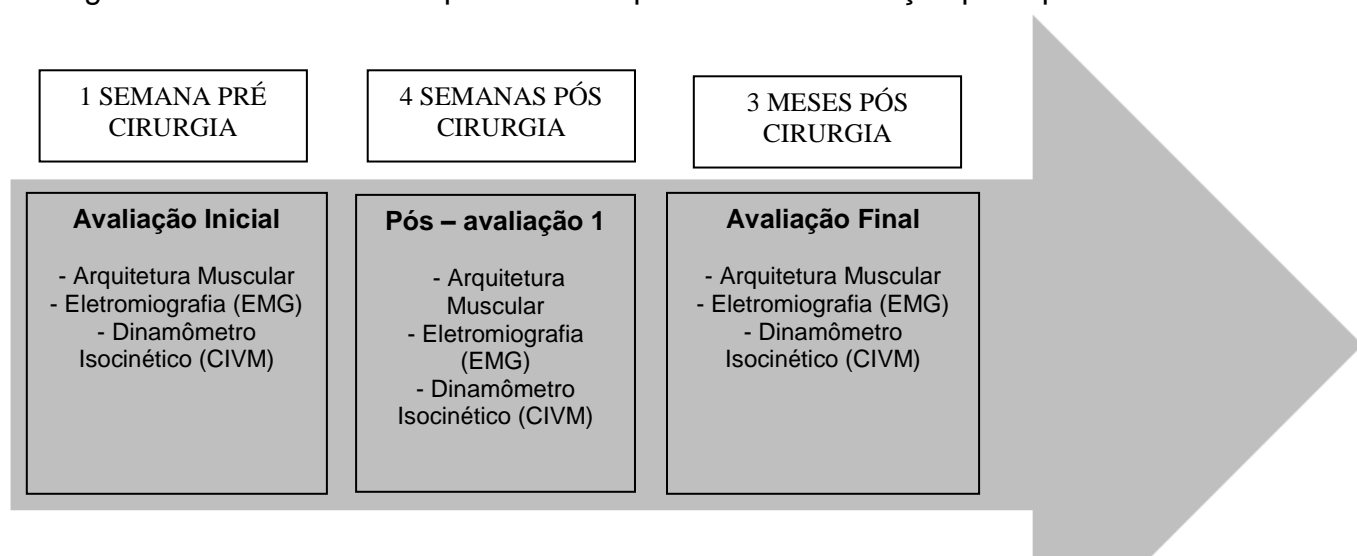 1 SEMANA PRÉ
CIRURGIA
4 SEMANAS PÓS
CIRURGIA
3 MESES PÓS
CIRURGIA
Avaliação Inicial
- Arquitetura Muscular
- Eletromiografia (EMG)
- Dinamômetro
Isocinético (CIVM)
Pós – avaliação 1
- Arquitetura
Muscular
- Eletromiografia
(EMG)
- Dinamômetro
Isocinético (CIVM)
Avaliação Final
- Arquitetura Muscular
- Eletromiografia (EMG)
- Dinamômetro
Isocinético (CIVM)